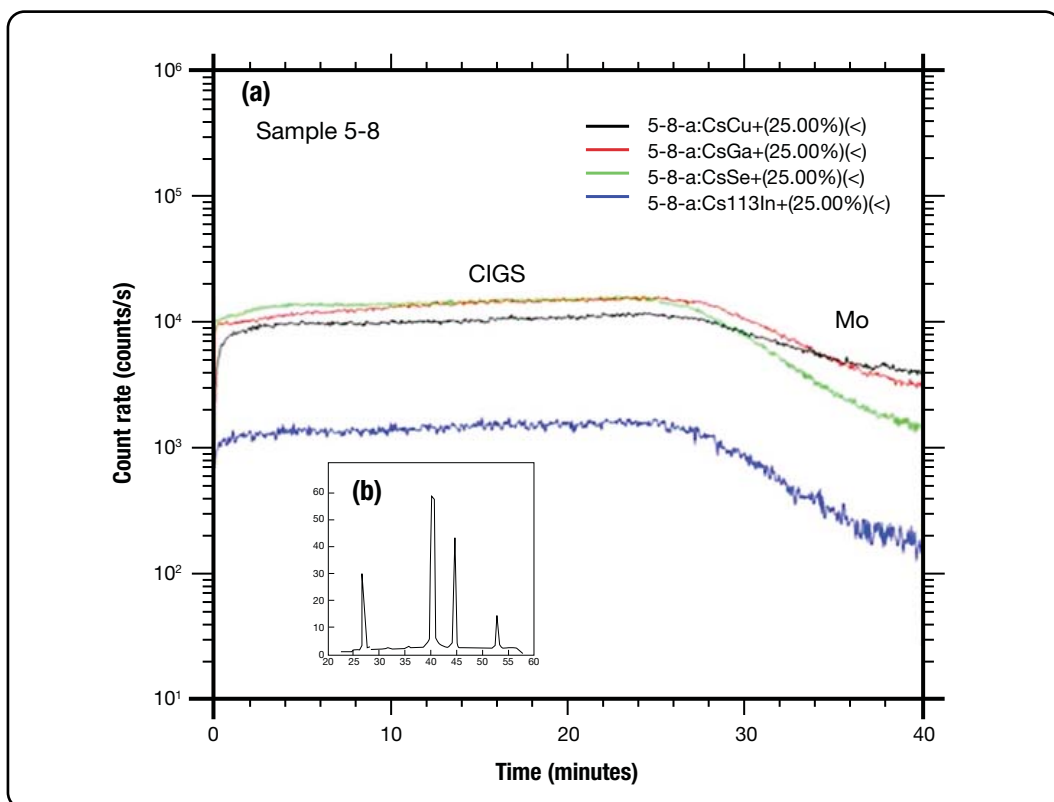 (a)
Sample 5-8
5-8-a:CsCu+(25.00%)(<)
5-8-a:CsGa+(25.00%)(<)
5-8-a:CsSe+(25.00%)(<)
5-8-a:Cs113In+(25.00%)(<)
CIGS
Mo
Count rate (counts/s)
10⁶
10⁵
10⁴
10³
10²
10¹
(b)
60
50
40
30
20
10
0
20 25 30 35 40 45 50 55 60
0 10 20 30 40
Time (minutes)